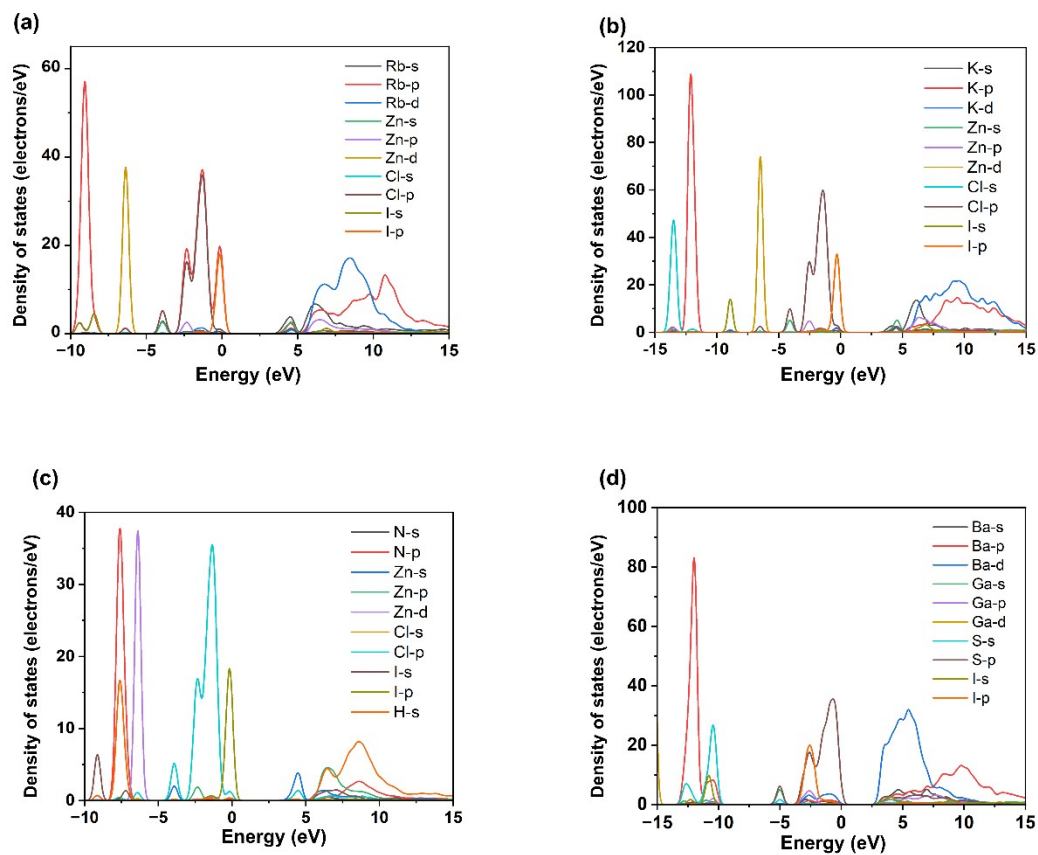 (a)
Density of states (electrons/eV)
60
40
20
0
-10
-5
0
5
10
15
Energy (eV)
Rb-s
Rb-p
Rb-d
Zn-s
Zn-p
Zn-d
Cl-s
Cl-p
I-s
I-p
(b)
Density of states (electrons/eV)
120
100
80
60
40
20
0
-15
-10
-5
0
5
10
15
Energy (eV)
K-s
K-p
K-d
Zn-s
Zn-p
Zn-d
Cl-s
Cl-p
I-s
I-p
(c)
Density of states (electrons/eV)
40
30
20
10
0
-10
-5
0
5
10
15
Energy (eV)
N-s
N-p
Zn-s
Zn-p
Zn-d
Cl-s
Cl-p
I-s
I-p
H-s
(d)
Density of states (electrons/eV)
100
80
60
40
20
0
-15
-10
-5
0
5
10
15
Energy (eV)
Ba-s
Ba-p
Ba-d
Ga-s
Ga-p
Ga-d
S-s
S-p
I-s
I-p